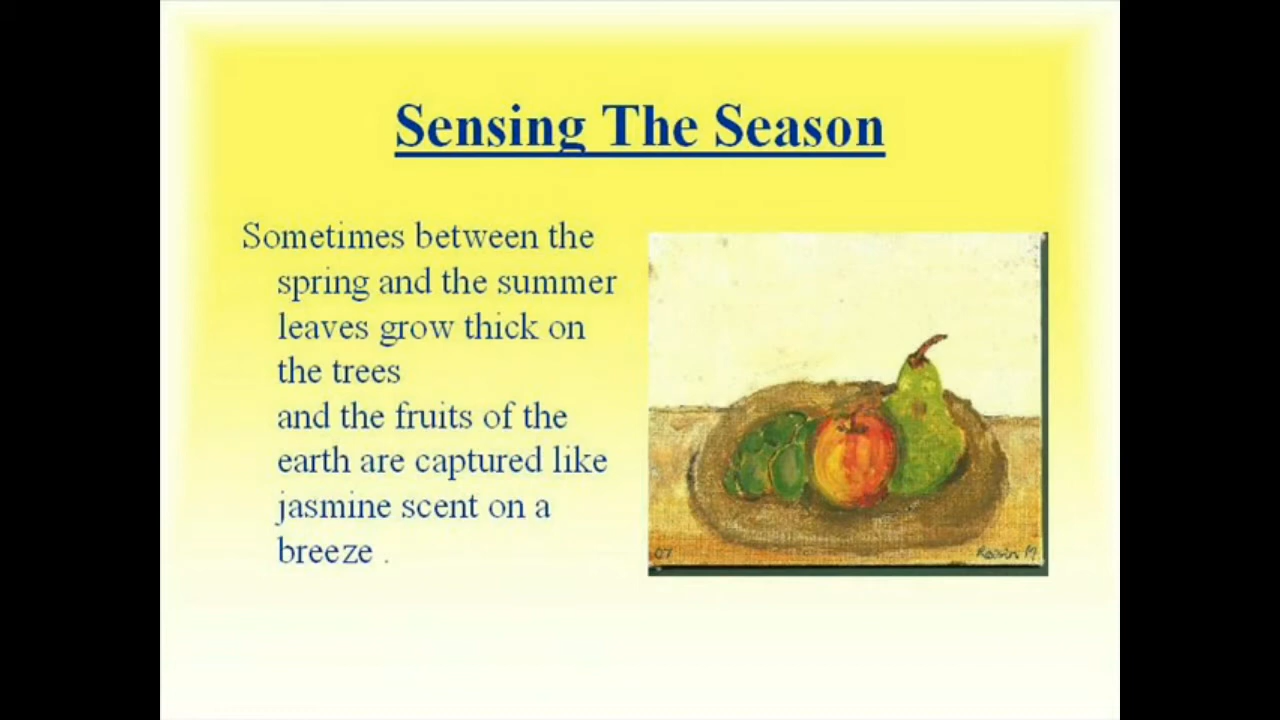 Sensing The Season
Sometimes between the
spring and the summer
leaves grow thick on
the trees
and the fruits of the
earth are captured like
jasmine scent on a
breeze .
07